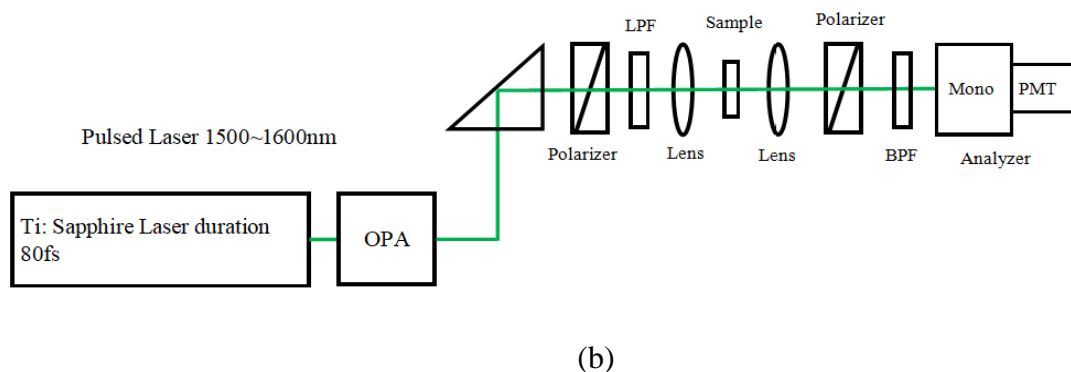 Polarizer
LPF
Sample
Mono
PMT
Pulsed Laser 1500~1600nm
Polarizer
Lens
Lens
BPF
Analyzer
Ti: Sapphire Laser duration
80fs
OPA
(b)